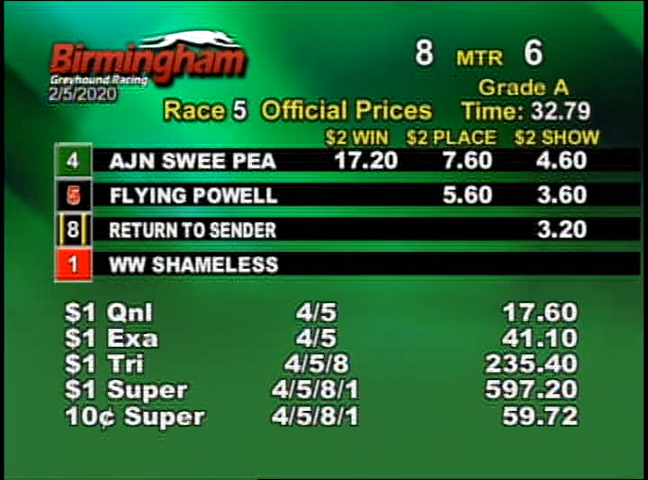 Birmingham
Greyhound Racing
2/5/2020
8 MTR 6
Grade A
Race 5 Official Prices Time: 32.79
$2 WIN $2 PLACE $2 SHOW
4 AJN SWEE PEA 17.20 7.60 4.60
5 FLYING POWELL 5.60 3.60
8 RETURN TO SENDER 3.20
1 WW SHAMELESS
$1 Qnl 4/5 17.60
$1 Exa 4/5 41.10
$1 Tri 4/5/8 235.40
$1 Super 4/5/8/1 597.20
10¢ Super 4/5/8/1 59.72